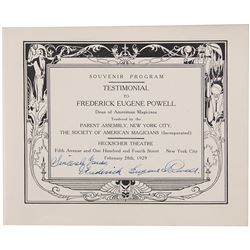 SOUVENIR PROGRAM
TESTIMONIAL
TO
FREDERICK EUGENE POWELL
Dean of American Magicians
Tendered by the
PARENT ASSEMBLY, NEW YORK CITY,
THE SOCIETY OF AMERICAN MAGICIANS (Incorporated)
HECKSCHER THEATRE
Fifth Avenue and One Hundred and Fourth Street New York City
February 28th, 1929
Sincerely Yours
Frederick Eugene Powell